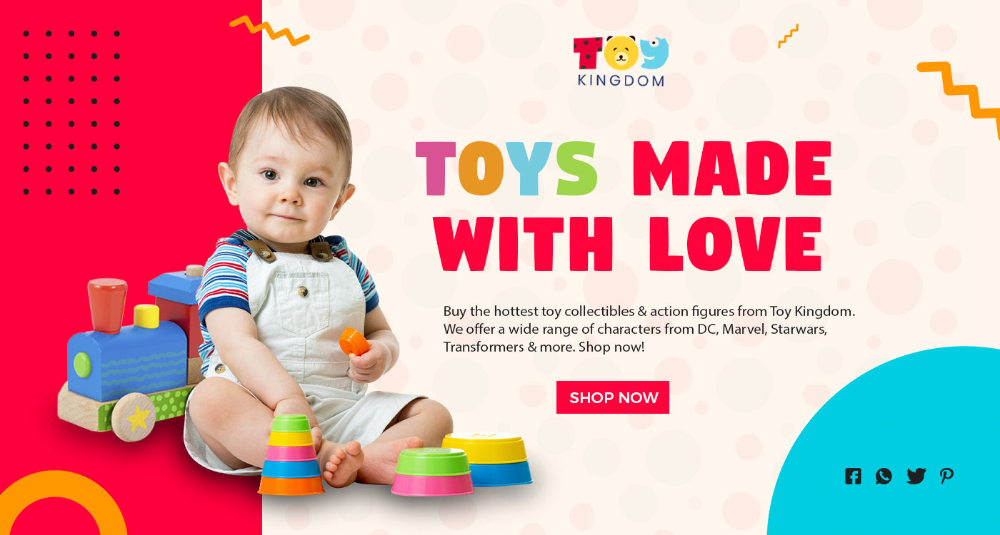 TOY
KINGDOM
TOYS MADE
WITH LOVE
Buy the hottest toy collectibles & action figures from Toy Kingdom.
We offer a wide range of characters from DC, Marvel, Starwars,
Transformers & more. Shop now!
SHOP NOW